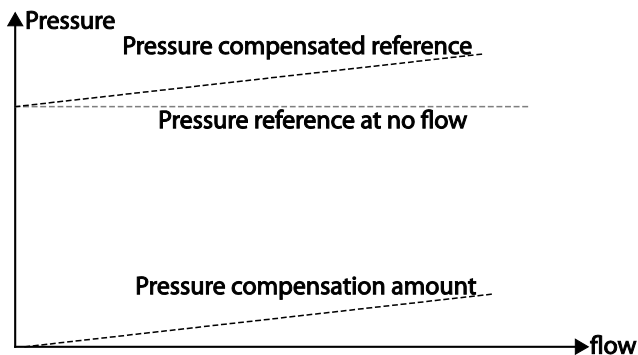 Pressure
Pressure compensated reference
Pressure reference at no flow
Pressure compensation amount
flow